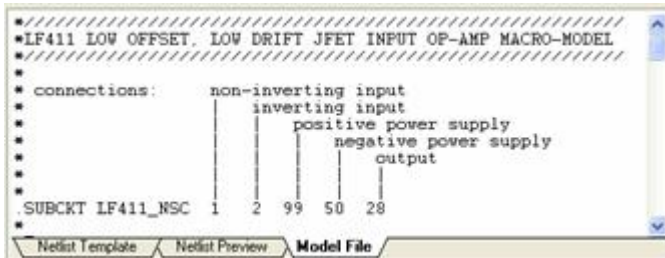 *//////////////////////////////////////////////////////////
*LF411 LOW OFFSET, LOW DRIFT JFET INPUT OP-AMP MACRO-MODEL
*//////////////////////////////////////////////////////////
*
* connections:      non-inverting input
*                   |   inverting input
*                   |   |   positive power supply
*                   |   |   |   negative power supply
*                   |   |   |   |   output
*                   |   |   |   |   |
*                   |   |   |   |   |
.SUBCKT LF411_NSC  1   2  99  50  28
*
Netlist Template / Netlist Preview / Model File